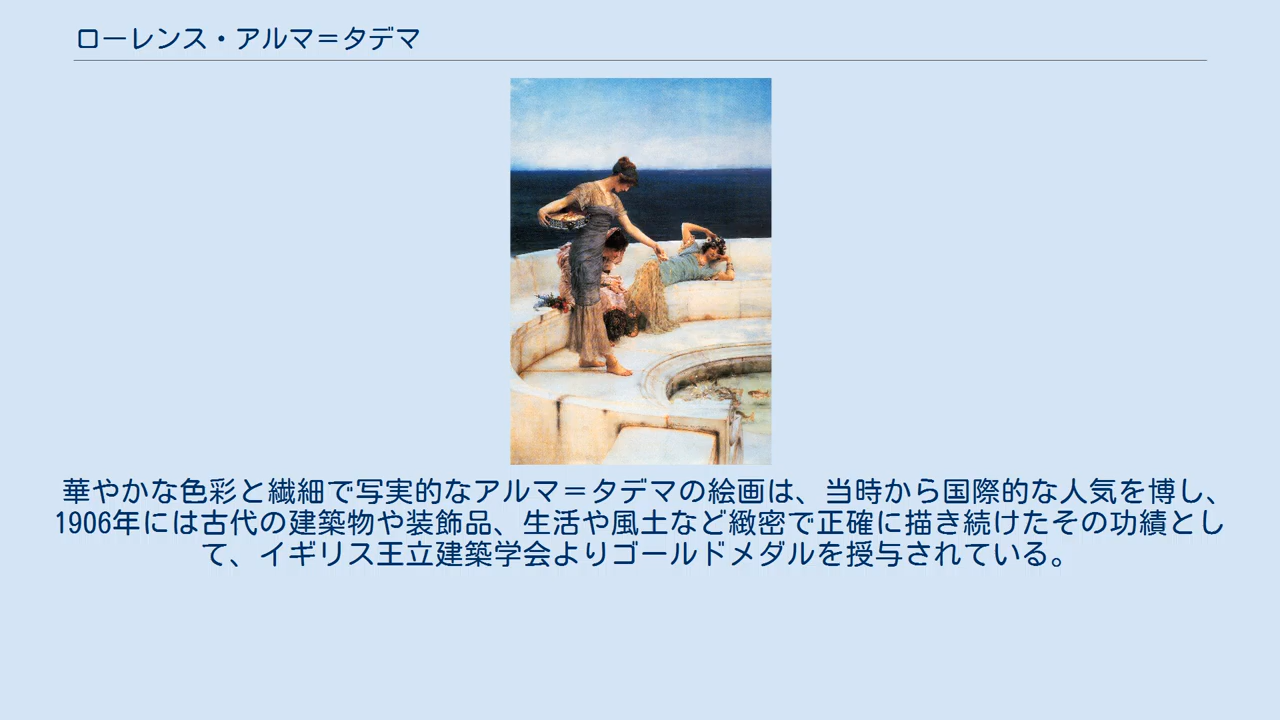 ローレンス・アルマ＝タデマ
華やかな色彩と繊細で写実的なアルマ＝タデマの絵画は、当時から国際的な人気を博し、
1906年には古代の建築物や装飾品、生活や風土など緻密で正確に描き続けたその功績とし
て、イギリス王立建築学会よりゴールドメダルを授与されている。